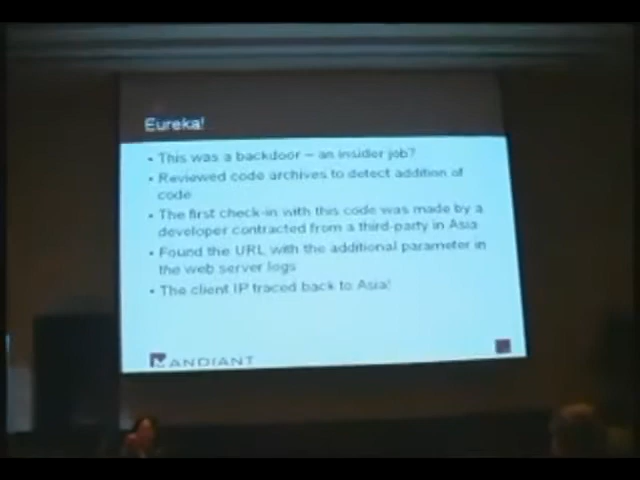 Eureka!
• This was a backdoor – an insider job?
• Reviewed code archives to detect addition of
code
• The first check-in with this code was made by a
developer contracted from a third-party in Asia
• Found the URL with the additional parameter in
the web server logs
• The client IP traced back to Asia!
MANDIANT